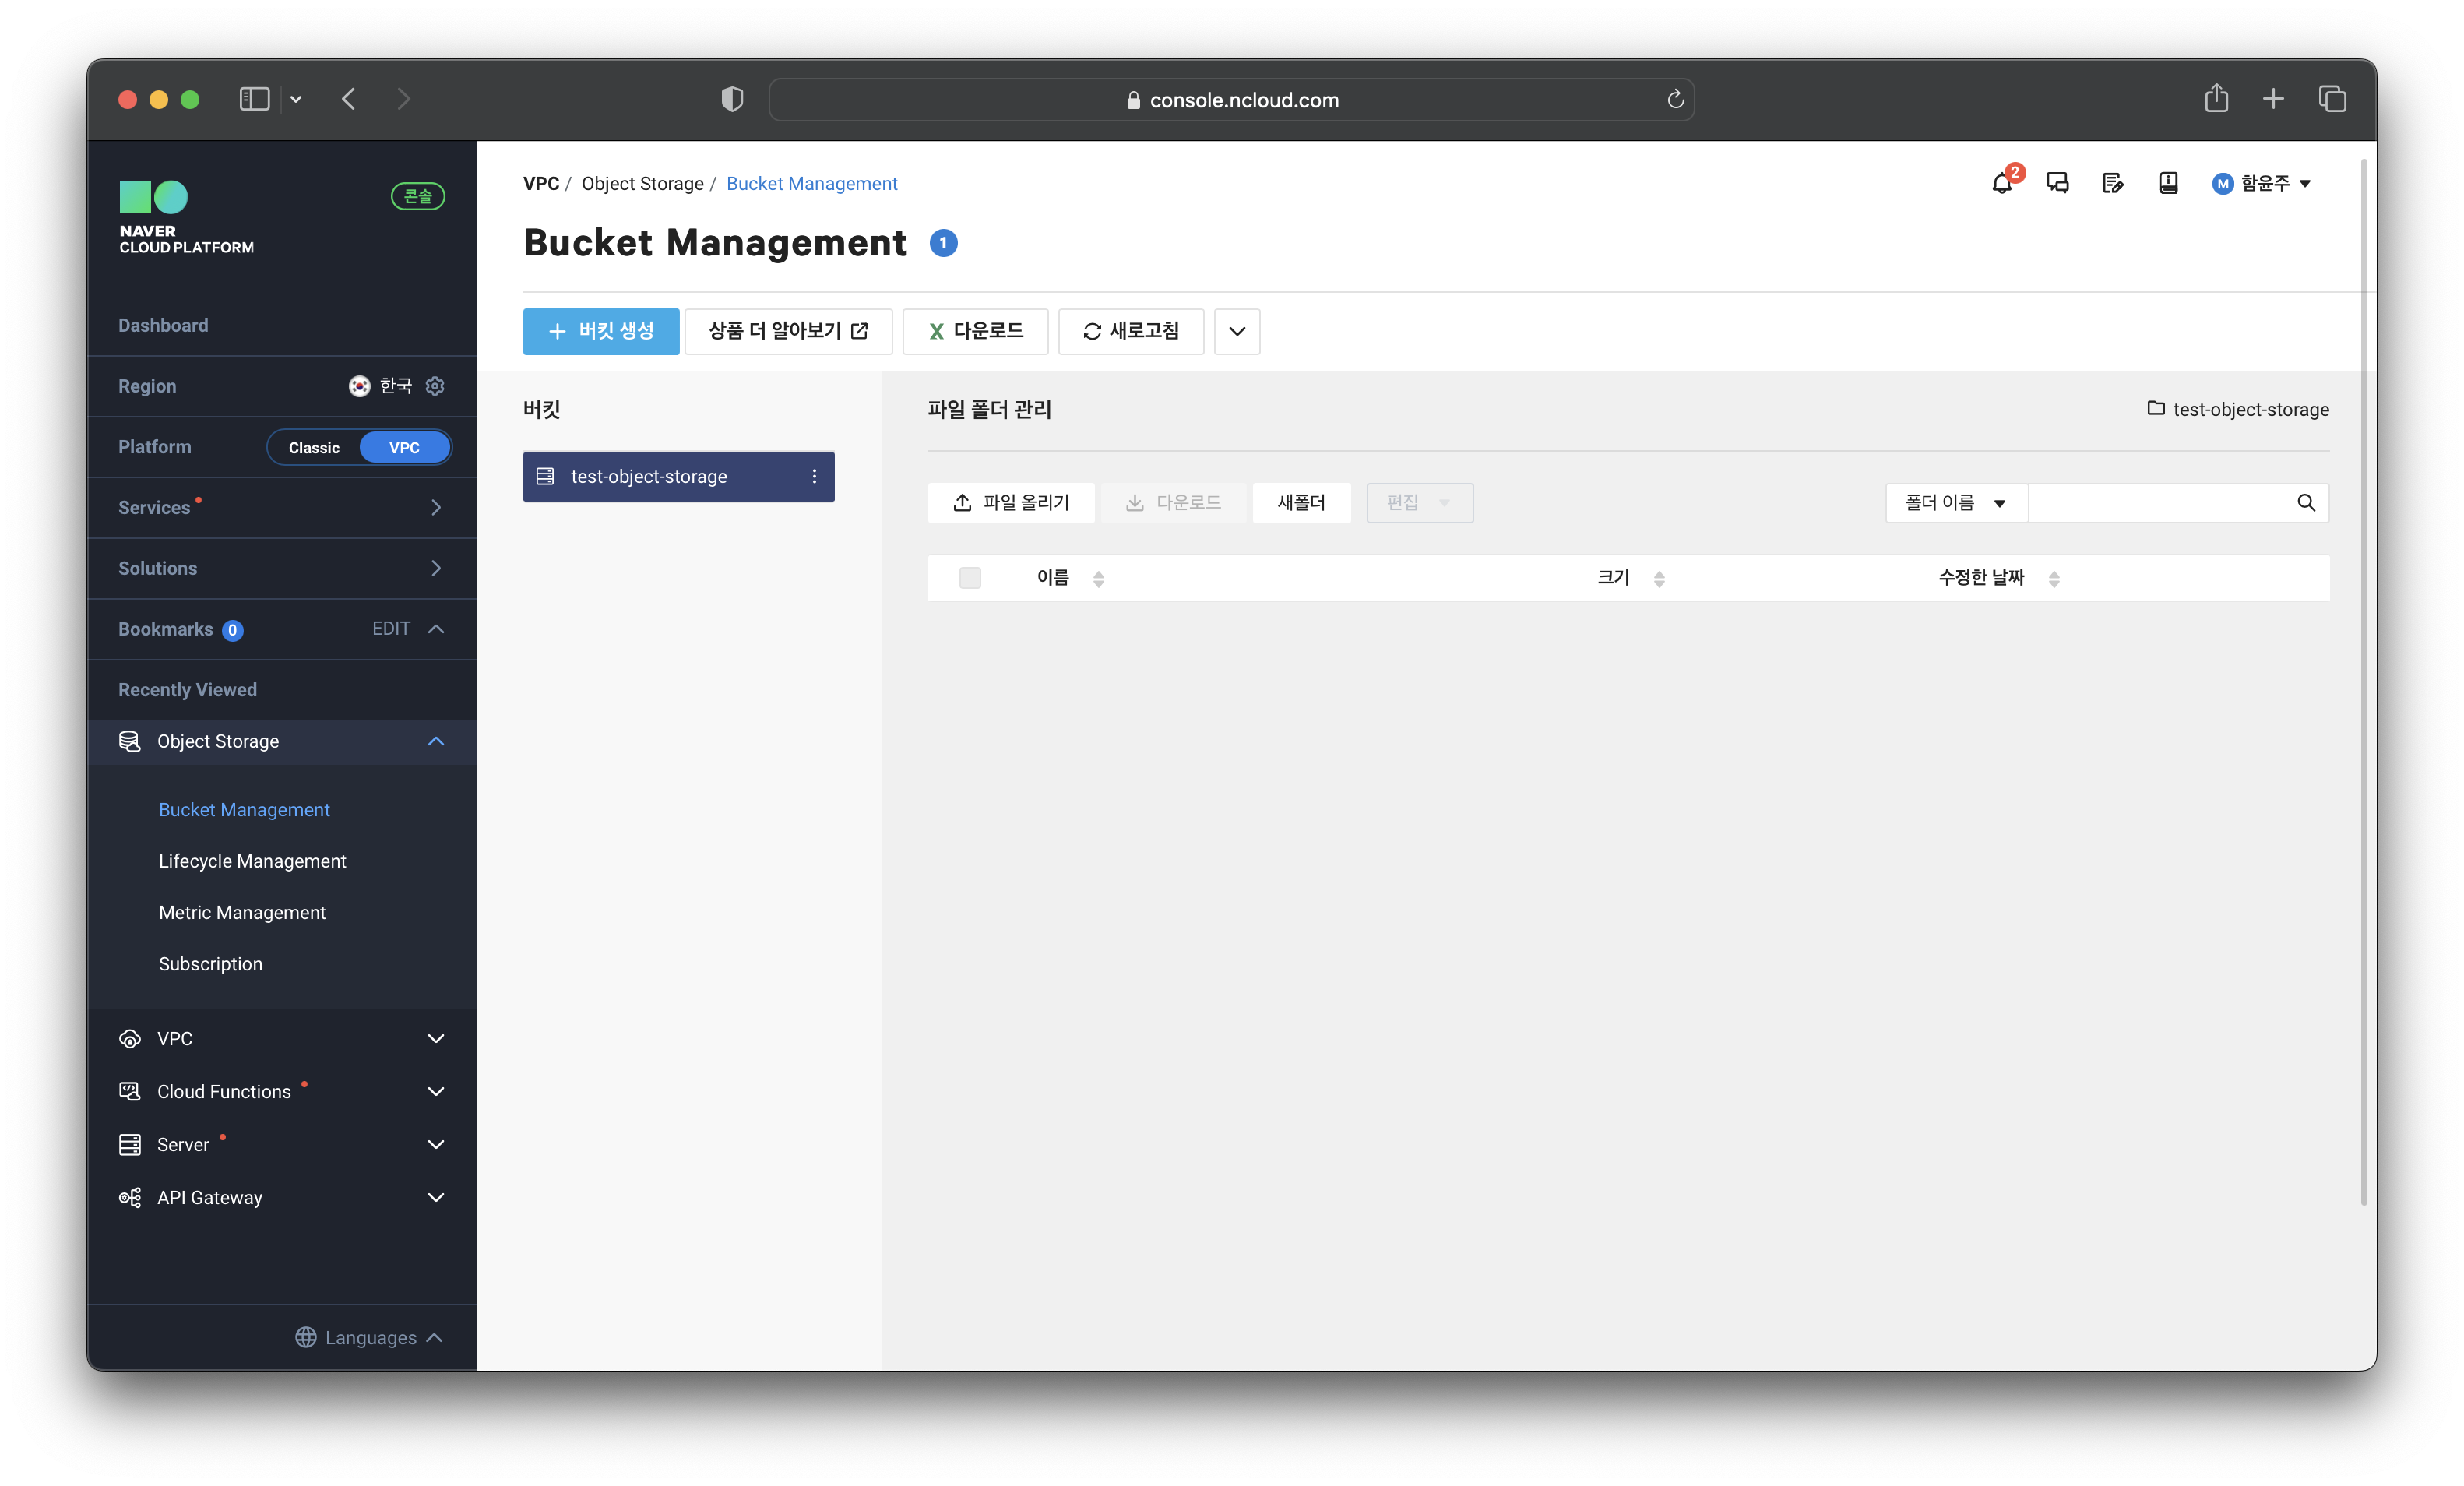 console.ncloud.com
NAVER
CLOUD PLATFORM
콘솔
Dashboard
Region 한국
Platform Classic VPC
Services
Solutions
Bookmarks 0 EDIT
Recently Viewed
Object Storage
Bucket Management
Lifecycle Management
Metric Management
Subscription
VPC
Cloud Functions
Server
API Gateway
Languages
VPC / Object Storage / Bucket Management
2
M 함윤주
Bucket Management 1
+ 버킷 생성
상품 더 알아보기
X 다운로드
새로고침
버킷
test-object-storage
파일 폴더 관리
test-object-storage
파일 올리기
다운로드
새폴더
편집
폴더 이름
이름 크기 수정한 날짜